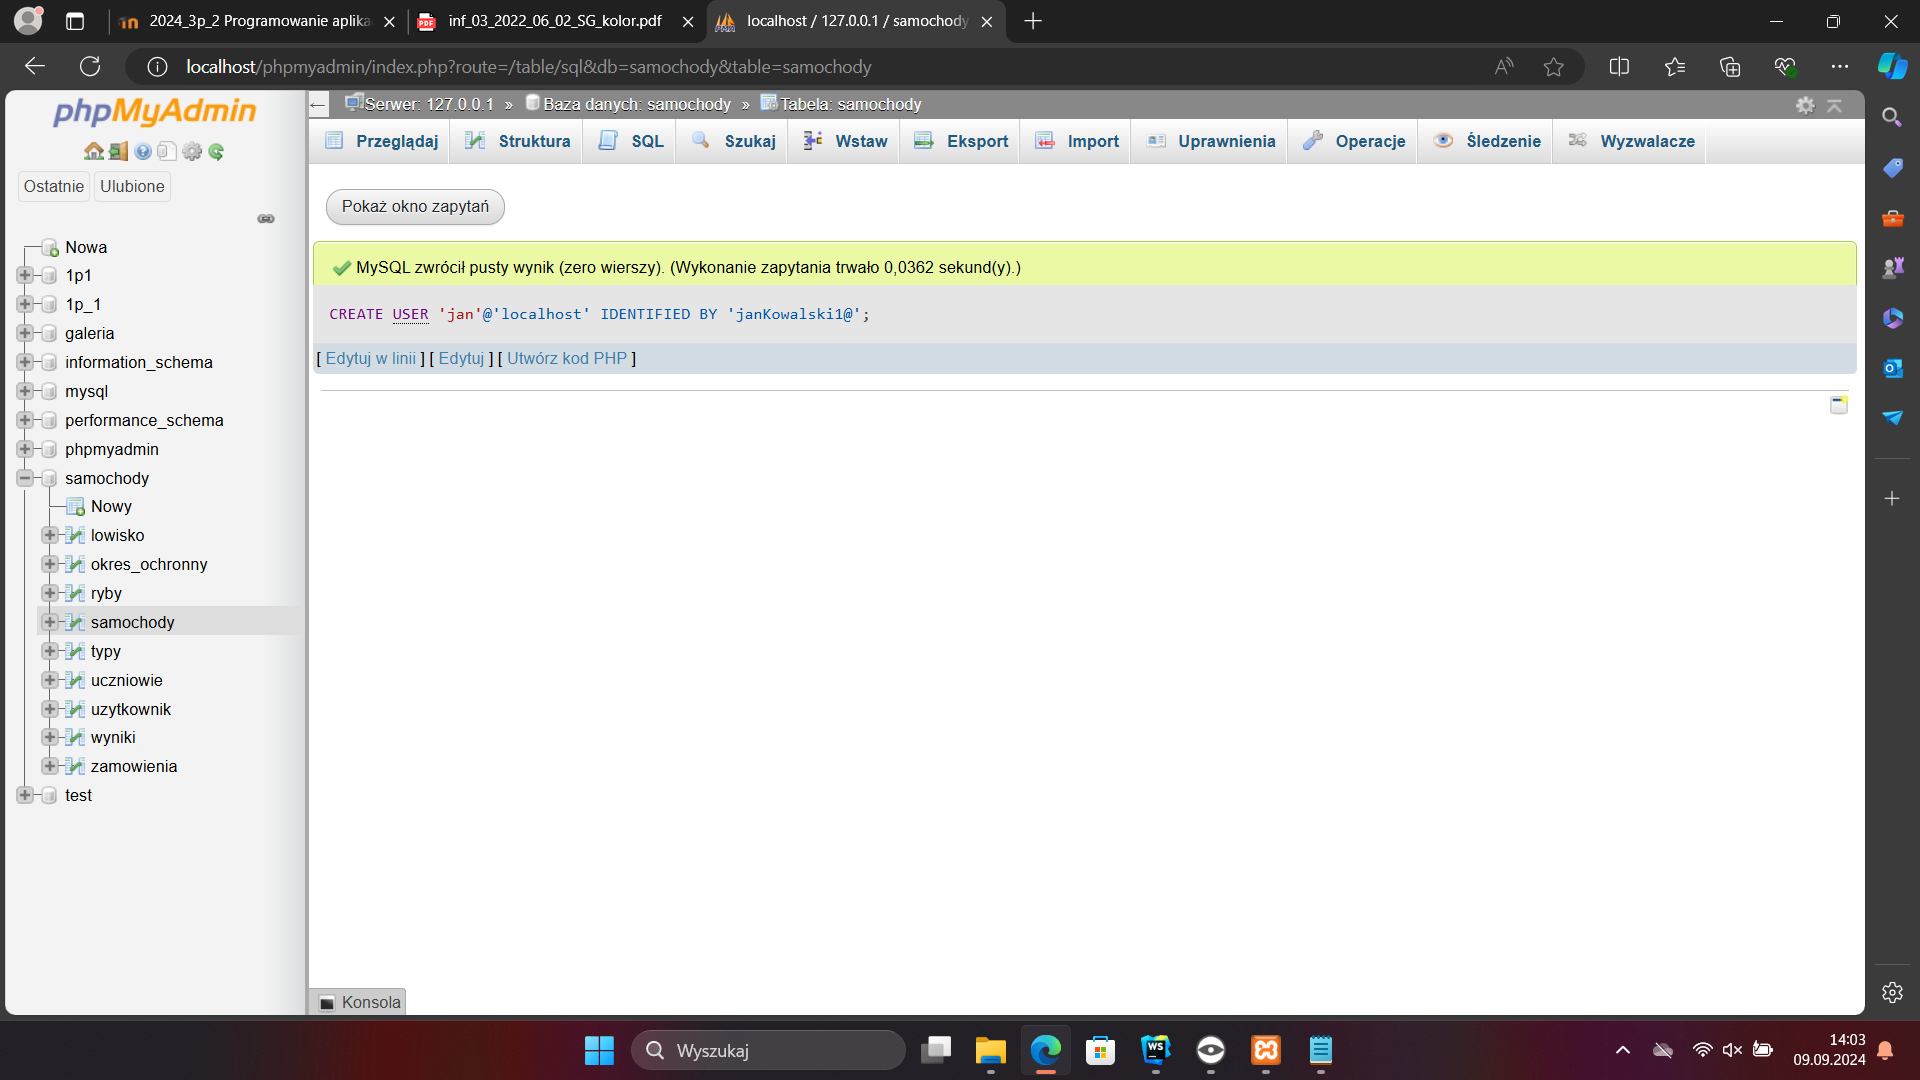 2024_3p_2 Programowanie aplika
inf_03_2022_06_02_SG_kolor.pdf
localhost / 127.0.0.1 / samochody
localhost/phpmyadmin/index.php?route=/table/sql&db=samochody&table=samochody
phpMyAdmin
Ostatnie
Ulubione
Nowa
1p1
1p_1
galeria
information_schema
mysql
performance_schema
phpmyadmin
samochody
Nowy
lowisko
okres_ochronny
ryby
samochody
typy
uczniowie
uzytkownik
wyniki
zamowienia
test
Serwer: 127.0.0.1 » Baza danych: samochody » Tabela: samochody
Przeglądaj
Struktura
SQL
Szukaj
Wstaw
Eksport
Import
Uprawnienia
Operacje
Śledzenie
Wyzwalacze
Pokaż okno zapytań
MySQL zwrócił pusty wynik (zero wierszy). (Wykonanie zapytania trwało 0,0362 sekund(y).)
CREATE USER 'jan'@'localhost' IDENTIFIED BY 'janKowalski1@';
[ Edytuj w linii ] [ Edytuj ] [ Utwórz kod PHP ]
Konsola
Wyszukaj
14:03
09.09.2024